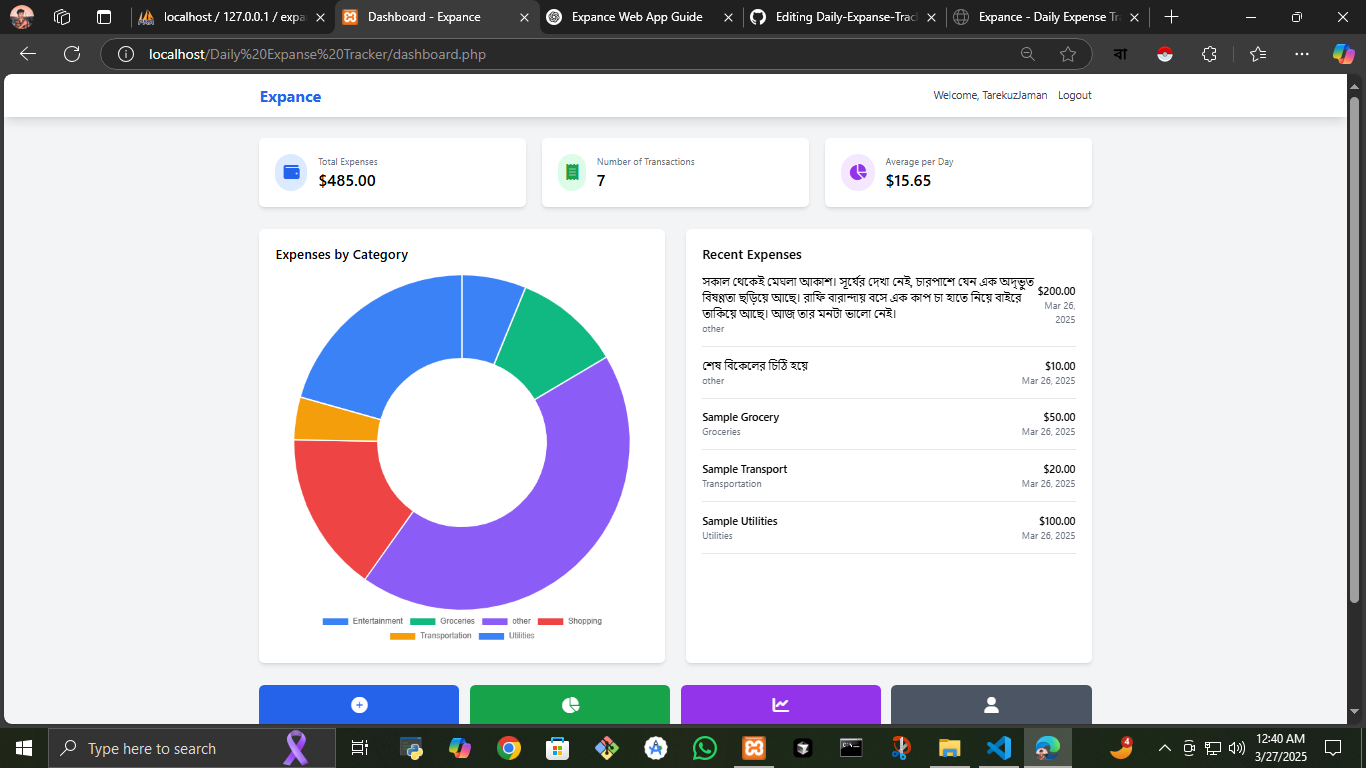 localhost / 127.0.0.1 / expa
Dashboard - Expance
Expance Web App Guide
Editing Daily-Expanse-Trac
Expance - Daily Expense Tr
localhost/Daily%20Expanse%20Tracker/dashboard.php
বা
Expance
Welcome, TarekuzJaman
Logout
Total Expenses
$485.00
Number of Transactions
7
Average per Day
$15.65
Expenses by Category
Entertainment
Groceries
other
Shopping
Transportation
Utilities
Recent Expenses
সকাল থেকেই মেঘলা আকাশ। সূর্যের দেখা নেই, চারপাশে যেন এক অদ্ভুত
বিষণ্ণতা ছড়িয়ে আছে। রাফি বারান্দায় বসে এক কাপ চা হাতে নিয়ে বাইরে
তাকিয়ে আছে। আজ তার মনটা ভালো নেই।
other
$200.00
Mar 26,
2025
শেষ বিকেলের চিঠি হয়ে
other
$10.00
Mar 26, 2025
Sample Grocery
Groceries
$50.00
Mar 26, 2025
Sample Transport
Transportation
$20.00
Mar 26, 2025
Sample Utilities
Utilities
$100.00
Mar 26, 2025
Type here to search
4
12:40 AM
3/27/2025